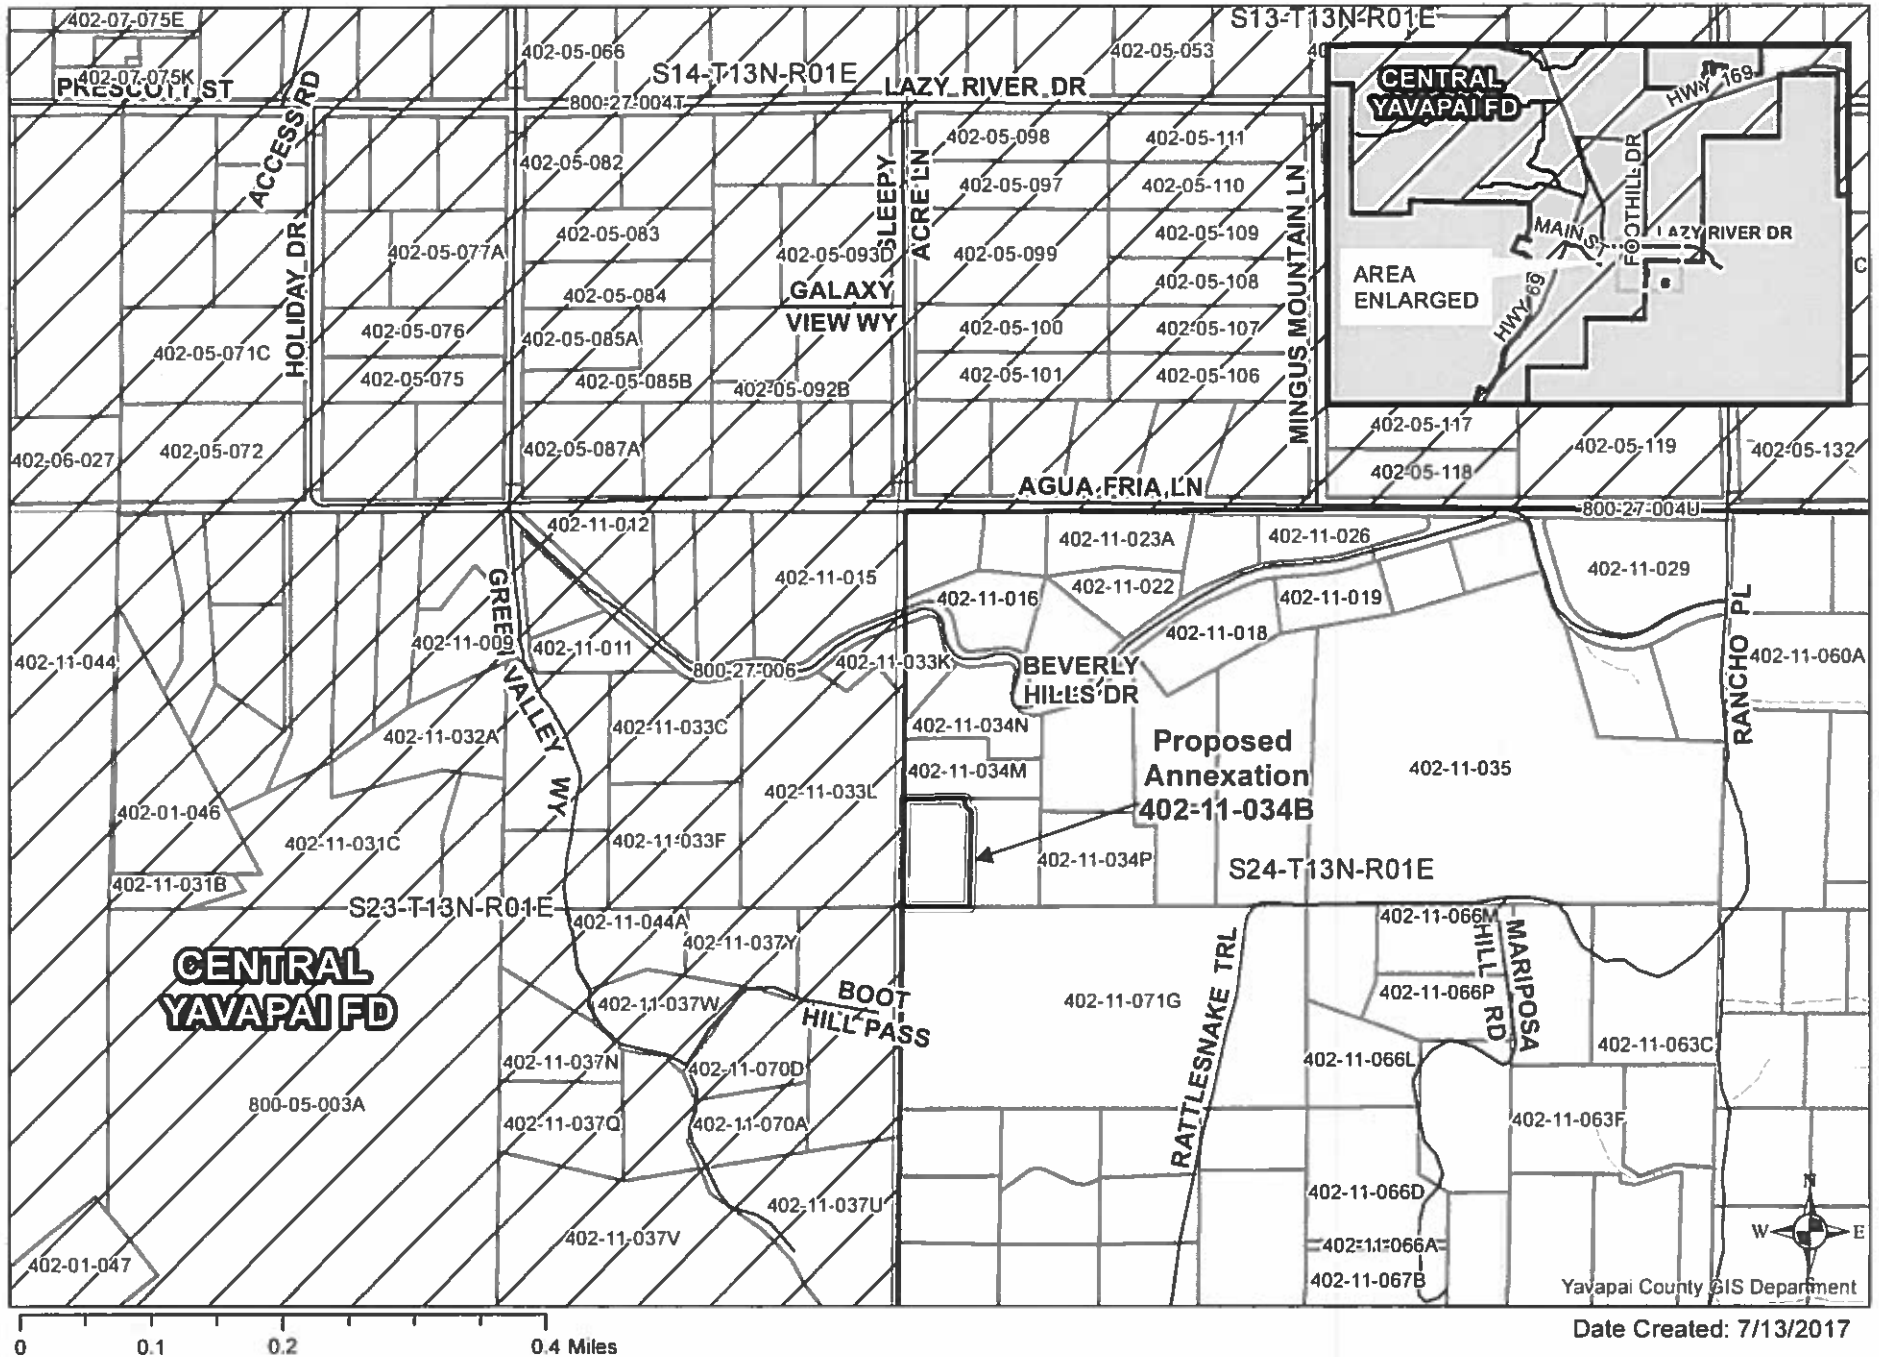 402-07-075E
S13-T13N-R01E
402-05-066
402-05-053
40
402-07-075K
S14-T13N-R01E
PRESCOTT ST
LAZY RIVER DR
800-27-004T
CENTRAL
YAVAPAI FD
HWY 169
FOOTHILL DR
MAIN ST
LAZY RIVER DR
AREA
ENLARGED
HWY 69
ACCESS RD
HOLIDAY DR
402-05-082
SLEEPY
ACRE LN
402-05-098
402-05-111
402-05-097
402-05-110
MINGUS MOUNTAIN LN
402-05-077A
402-05-083
402-05-093D
402-05-099
402-05-109
C
402-05-084
GALAXY
VIEW WY
402-05-108
402-05-076
402-05-085A
402-05-100
402-05-107
402-05-071C
402-05-075
402-05-085B
402-05-092B
402-05-101
402-05-106
402-05-117
402-06-027
402-05-072
402-05-087A
402-05-119
402-05-132
402-05-118
AGUA FRIA LN
800-27-004U
402-11-012
402-11-023A
402-11-026
402-11-015
402-11-022
402-11-029
402-11-016
402-11-019
GREEN VALLEY WY
402-11-018
402-11-009
402-11-011
402-11-044
800-27-006
402-11-033K
BEVERLY
HILLS DR
402-11-060A
RANCHO PL
402-11-032A
402-11-033C
402-11-034N
Proposed
Annexation
402-11-034B
402-11-034M
402-11-035
402-01-046
402-11-033L
402-11-031C
402-11-033F
402-11-034P
S24-T13N-R01E
402-11-031B
S23-T13N-R01E
402-11-044A
402-11-066M
402-11-037Y
MARIPOSA
HILL RD
CENTRAL
YAVAPAI FD
402-11-037W
BOOT
HILL PASS
402-11-071G
RATTLESNAKE TRL
402-11-066P
402-11-037N
402-11-070D
402-11-066L
402-11-063C
800-05-003A
402-11-037Q
402-11-070A
402-11-063F
402-11-037U
402-11-066D
N
W
E
S
402-11-037V
402-11-066A
402-01-047
402-11-067B
Yavapai County GIS Department
0 0.1 0.2 0.4 Miles
Date Created: 7/13/2017